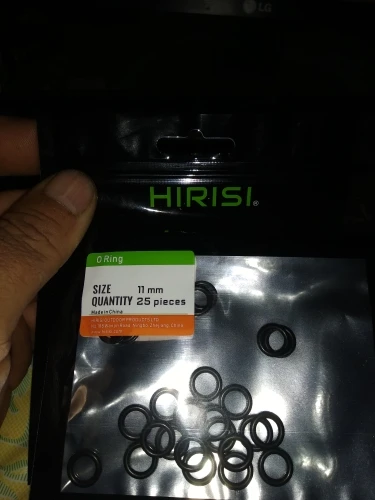 LG
HIRISI®
O Ring
SIZE 11 mm
QUANTITY 25 pieces
Made in China